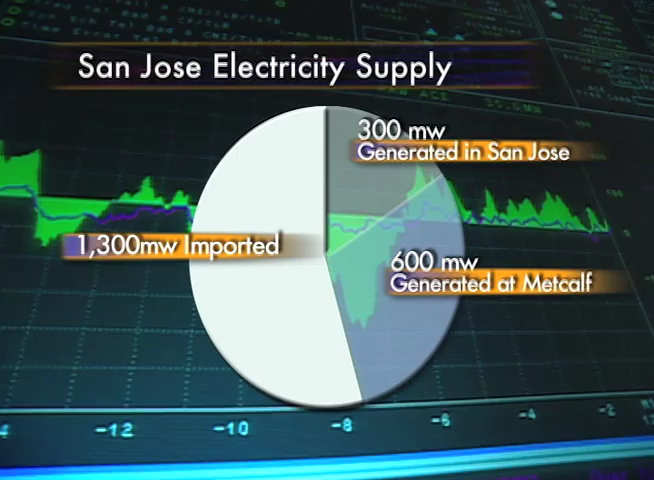 San Jose Electricity Supply
300 mw
Generated in San Jose
1,300mw Imported
600 mw
Generated at Metcalf
-12
-10
-8
-6
-4
-2